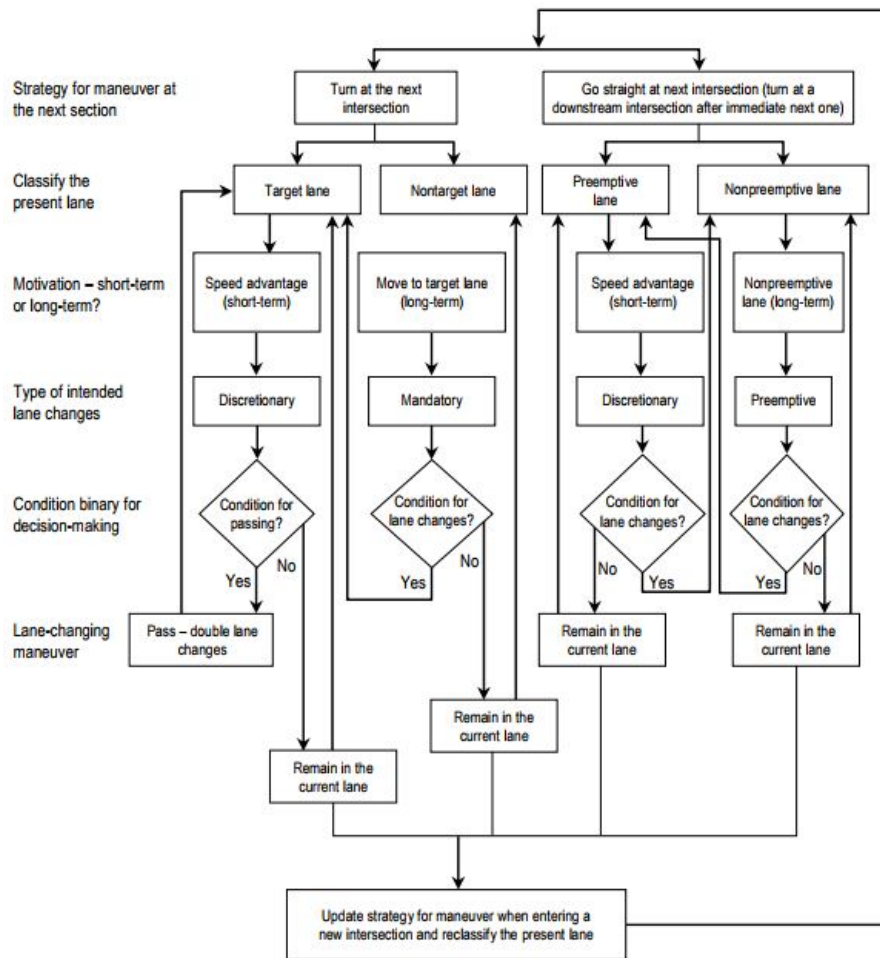 Strategy for maneuver at
the next section
Turn at the next
intersection
Go straight at next intersection (turn at a
downstream intersection after immediate next one)
Classify the
present lane
Target lane
Nontarget lane
Preemptive
lane
Nonpreemptive lane
Motivation – short-term
or long-term?
Speed advantage
(short-term)
Move to target lane
(long-term)
Speed advantage
(short-term)
Nonpreemptive
lane (long-term)
Type of intended
lane changes
Discretionary
Mandatory
Discretionary
Preemptive
Condition binary for
decision-making
Condition for
passing?
Condition for
lane changes?
Condition for
lane changes?
Condition for
lane changes?
Yes
No
Yes
No
No
Yes
Yes
No
Lane-changing
maneuver
Pass – double lane
changes
Remain in the
current lane
Remain in the
current lane
Remain in the
current lane
Remain in the
current lane
Update strategy for maneuver when entering a
new intersection and reclassify the present lane